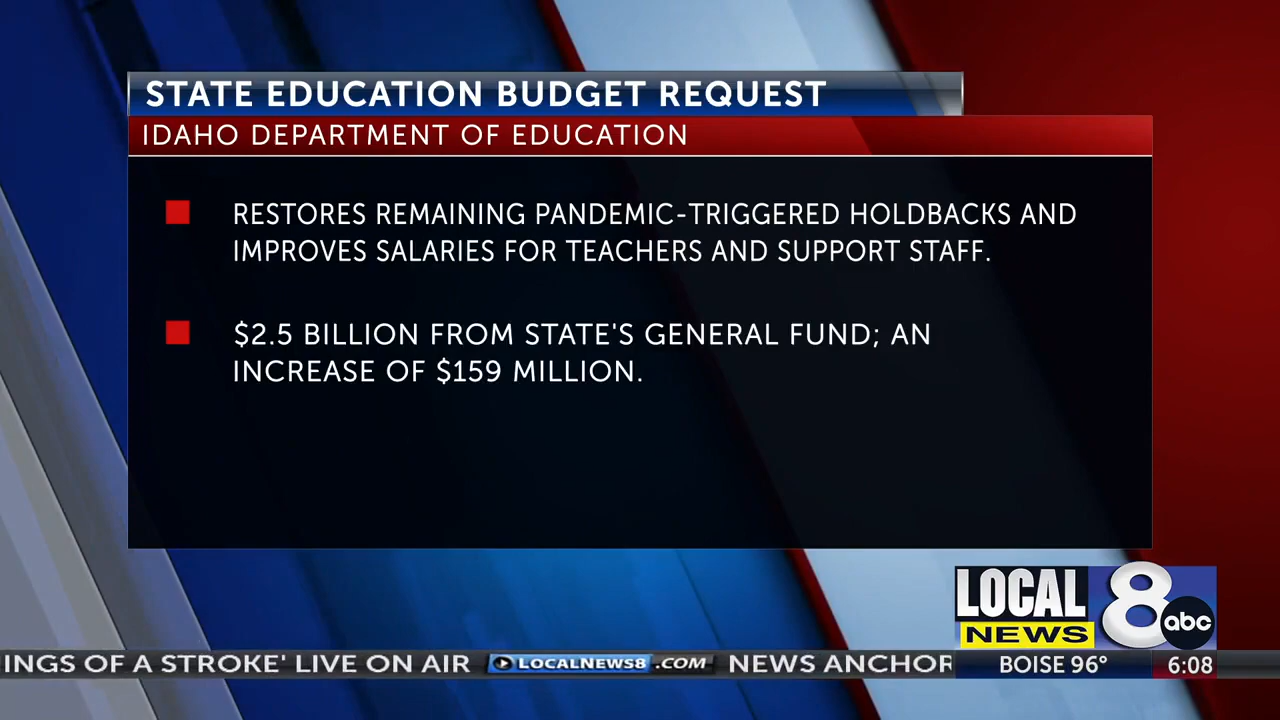 STATE EDUCATION BUDGET REQUEST
IDAHO DEPARTMENT OF EDUCATION
RESTORES REMAINING PANDEMIC-TRIGGERED HOLDBACKS AND
IMPROVES SALARIES FOR TEACHERS AND SUPPORT STAFF.
$2.5 BILLION FROM STATE'S GENERAL FUND; AN
INCREASE OF $159 MILLION.
LOCAL
NEWS
8
abc
INGS OF A STROKE' LIVE ON AIR LOCALNEWS8.COM NEWS ANCHOR
BOISE 96° 6:08